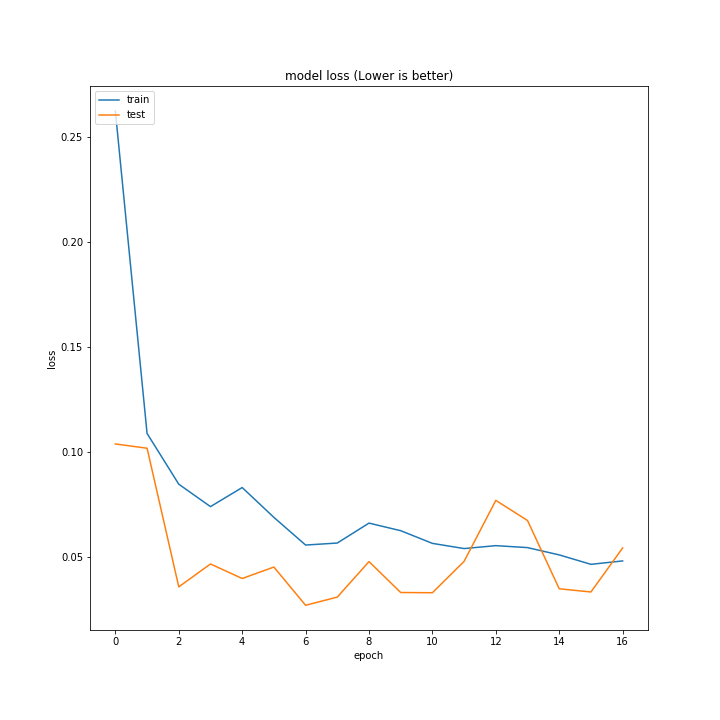 model loss (Lower is better)
train
test
0.25
0.20
0.15
0.10
0.05
loss
0 2 4 6 8 10 12 14 16
epoch